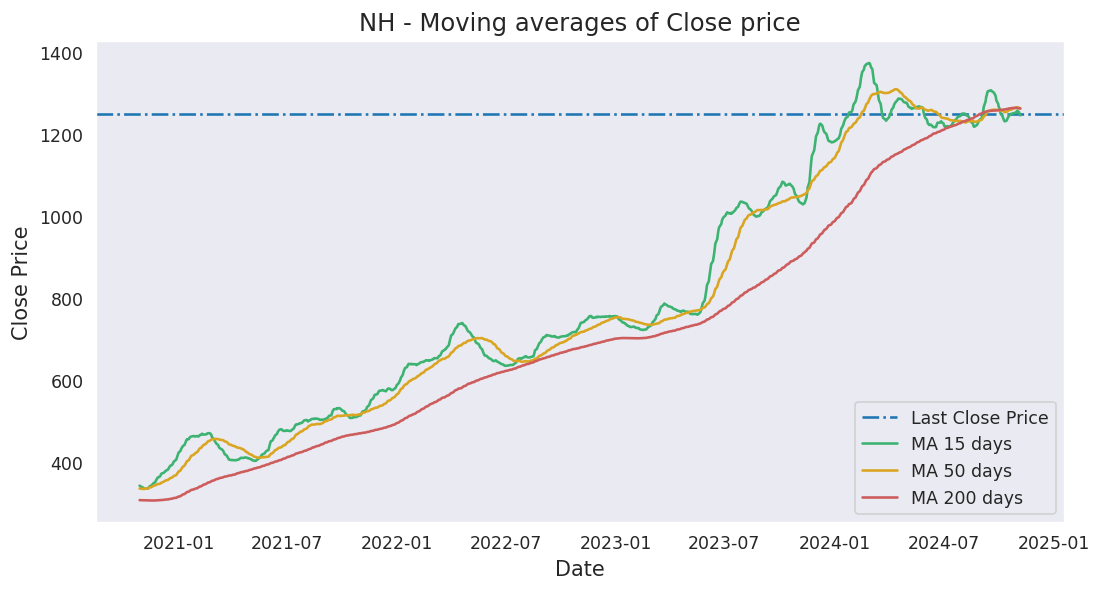 NH - Moving averages of Close price
1400
1200
1000
800
600
400
Close Price
2021-01
2021-07
2022-01
2022-07
2023-01
2023-07
2024-01
2024-07
2025-01
Date
Last Close Price
MA 15 days
MA 50 days
MA 200 days